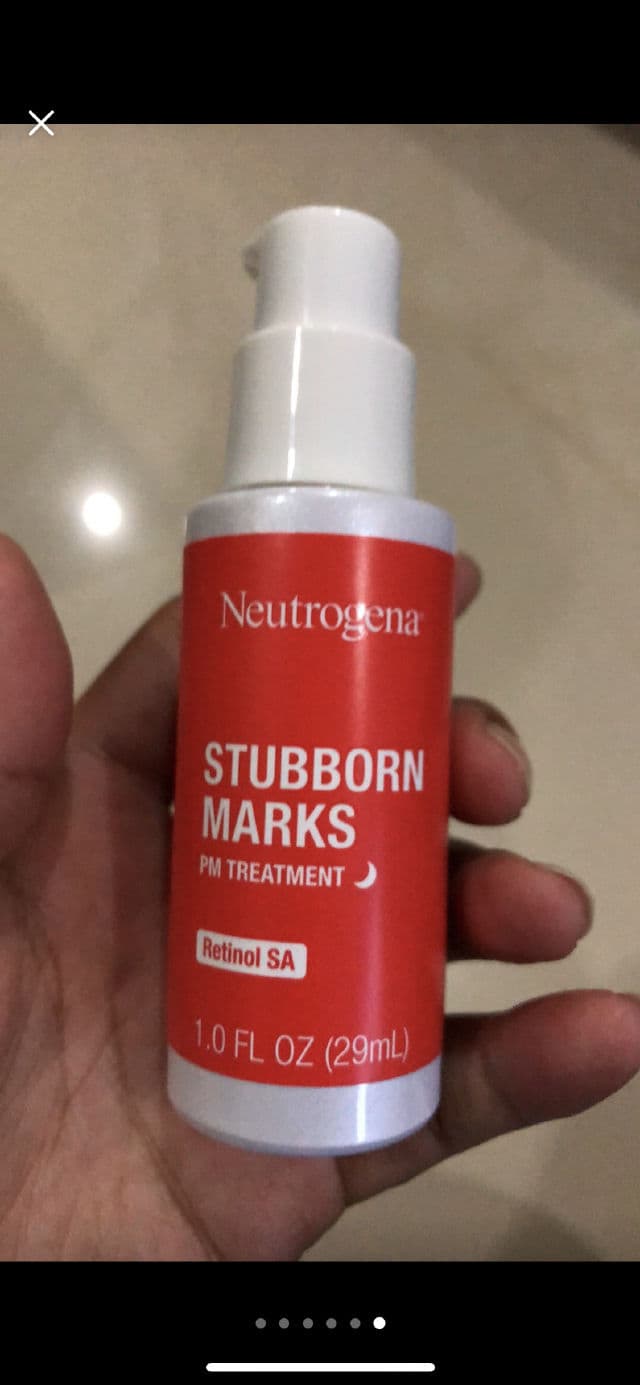 Neutrogena
STUBBORN
MARKS
PM TREATMENT
Retinol SA
1.0 FL OZ (29mL)